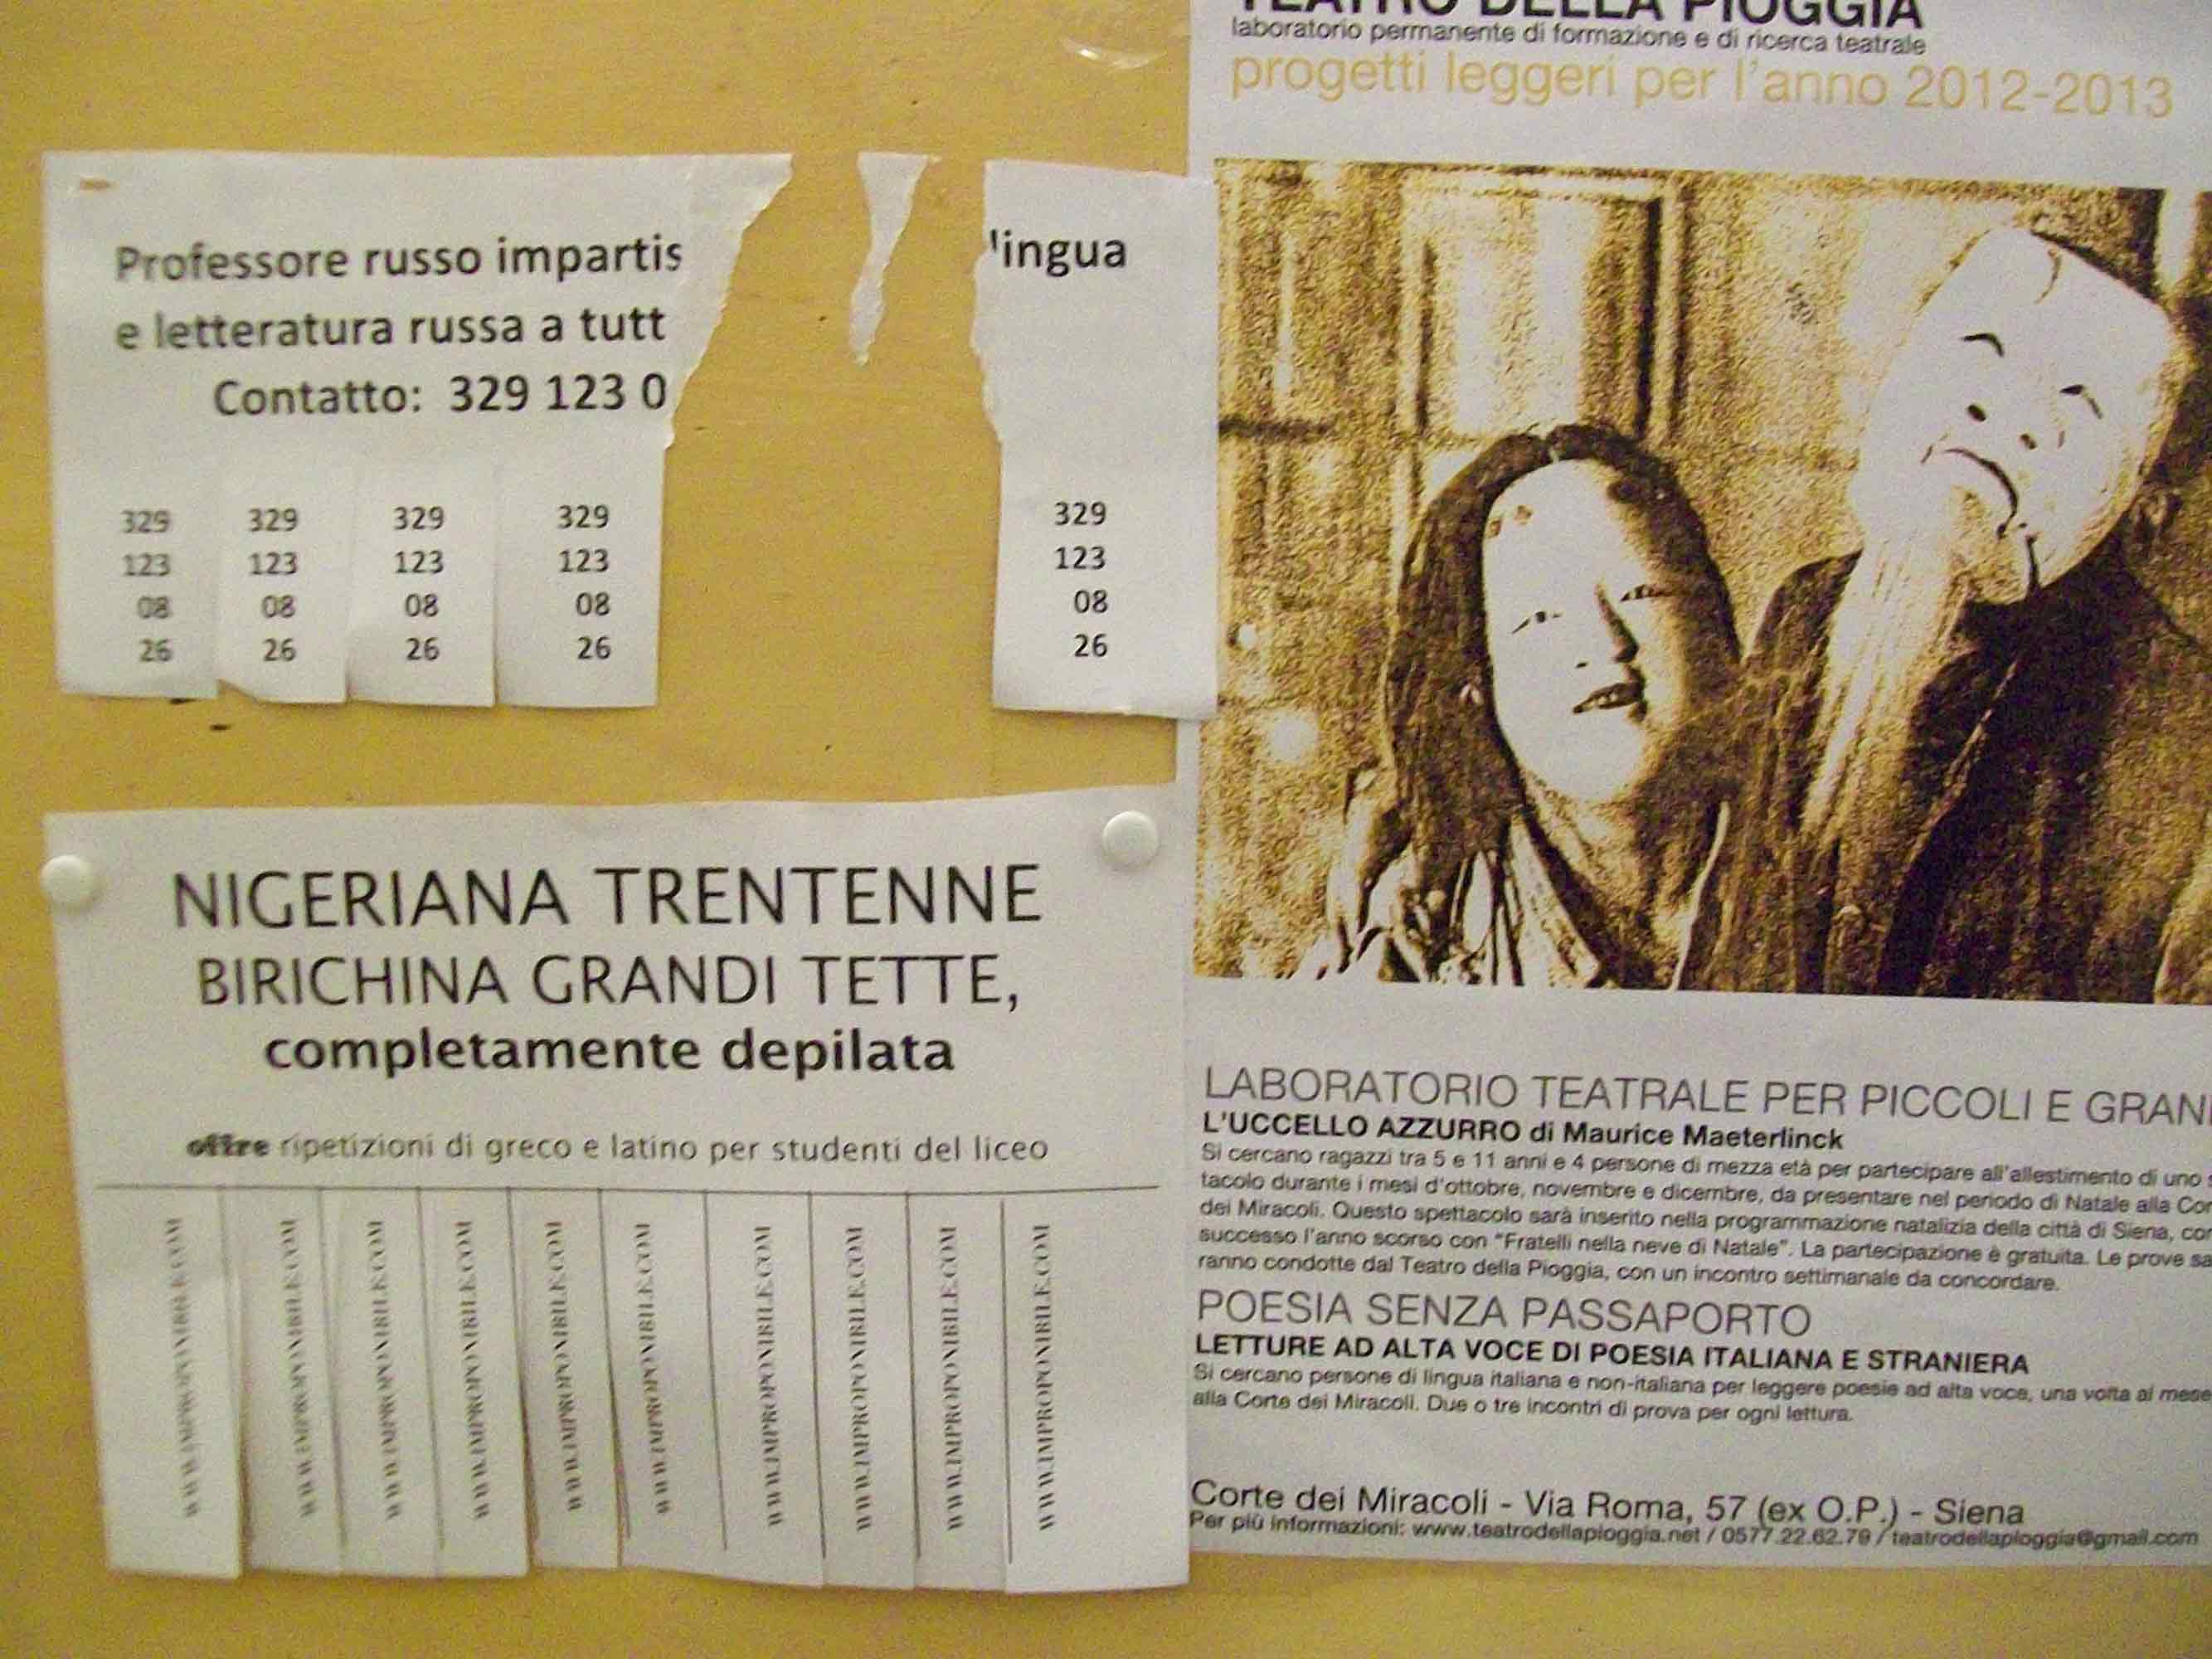 Professore russo impartis
lingua
e letteratura russa a tutt
Contatto: 329 123 0
329 329 329 329 329
123 123 123 123 123
08 08 08 08 08
26 26 26 26 26
NIGERIANA TRENTENNE
BIRICHINA GRANDI TETTE,
completamente depilata
offre ripetizioni di greco e latino per studenti del liceo
WWW.IMPROPONIBILE.COM
WWW.IMPROPONIBILE.COM
WWW.IMPROPONIBILE.COM
WWW.IMPROPONIBILE.COM
WWW.IMPROPONIBILE.COM
WWW.IMPROPONIBILE.COM
WWW.IMPROPONIBILE.COM
WWW.IMPROPONIBILE.COM
WWW.IMPROPONIBILE.COM
WWW.IMPROPONIBILE.COM
TEATRO DELLA PIOGGIA
laboratorio permanente di formazione e di ricerca teatrale
progetti leggeri per l'anno 2012-2013
LABORATORIO TEATRALE PER PICCOLI E GRAN
L'UCCELLO AZZURRO di Maurice Maeterlinck
Si cercano ragazzi tra 5 e 11 anni e 4 persone di mezza età per partecipare all'allestimento di uno s
tacolo durante i mesi d'ottobre, novembre e dicembre, da presentare nel periodo di Natale alla Cor
dei Miracoli. Questo spettacolo sarà inserito nella programmazione natalizia della città di Siena, con
successo l'anno scorso con "Fratelli nella neve di Natale". La partecipazione è gratuita. Le prove sa
ranno condotte dal Teatro della Pioggia, con un incontro settimanale da concordare.
POESIA SENZA PASSAPORTO
LETTURE AD ALTA VOCE DI POESIA ITALIANA E STRANIERA
Si cercano persone di lingua italiana e non-italiana per leggere poesie ad alta voce, una volta al mese
alla Corte dei Miracoli. Due o tre incontri di prova per ogni lettura.
Corte dei Miracoli - Via Roma, 57 (ex O.P.) - Siena
Per più informazioni: www.teatrodellapioggia.net / 0577.22.62.79 / teatrodellapioggia@gmail.com